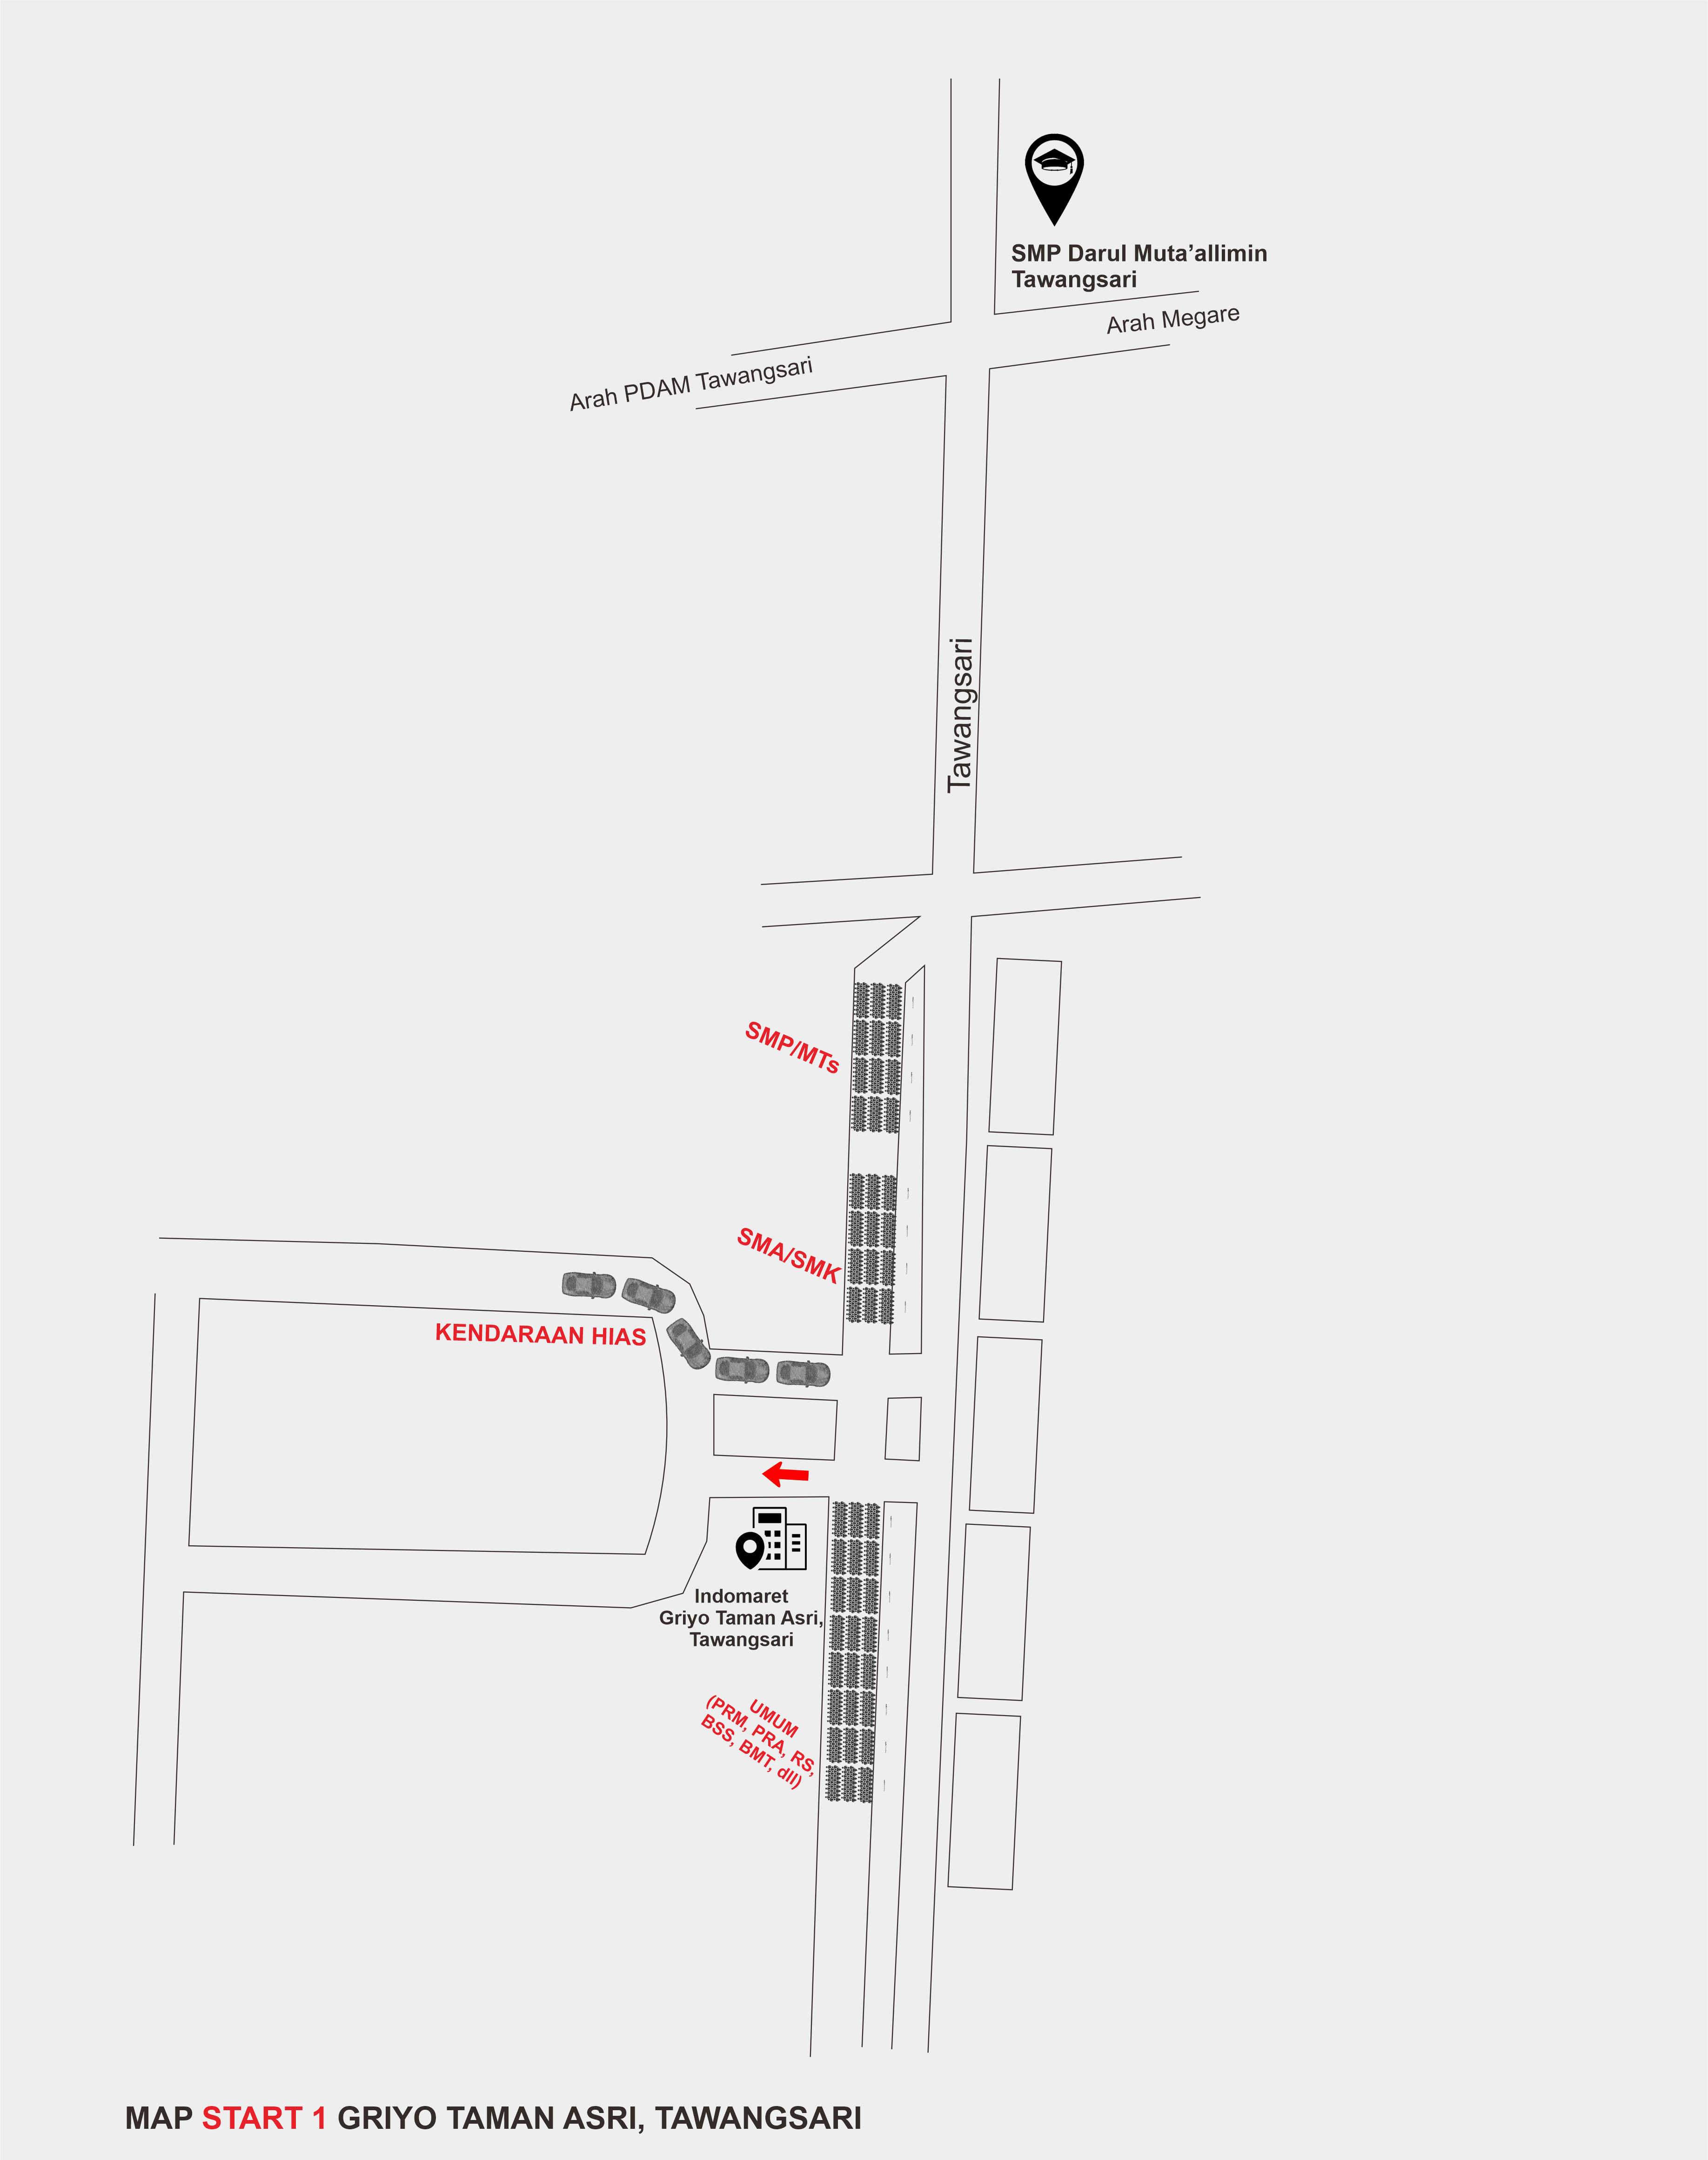 SMP Darul Muta’allimin
Tawangsari
Arah Megare
Arah PDAM Tawangsari
Tawangsari
SMP/MTs
SMA/SMK
KENDARAAN HIAS
Indomaret
Griyo Taman Asri,
Tawangsari
UMUM
(PRM, PRA, RS,
BSS, BMT, dll)
MAP START 1 GRIYO TAMAN ASRI, TAWANGSARI